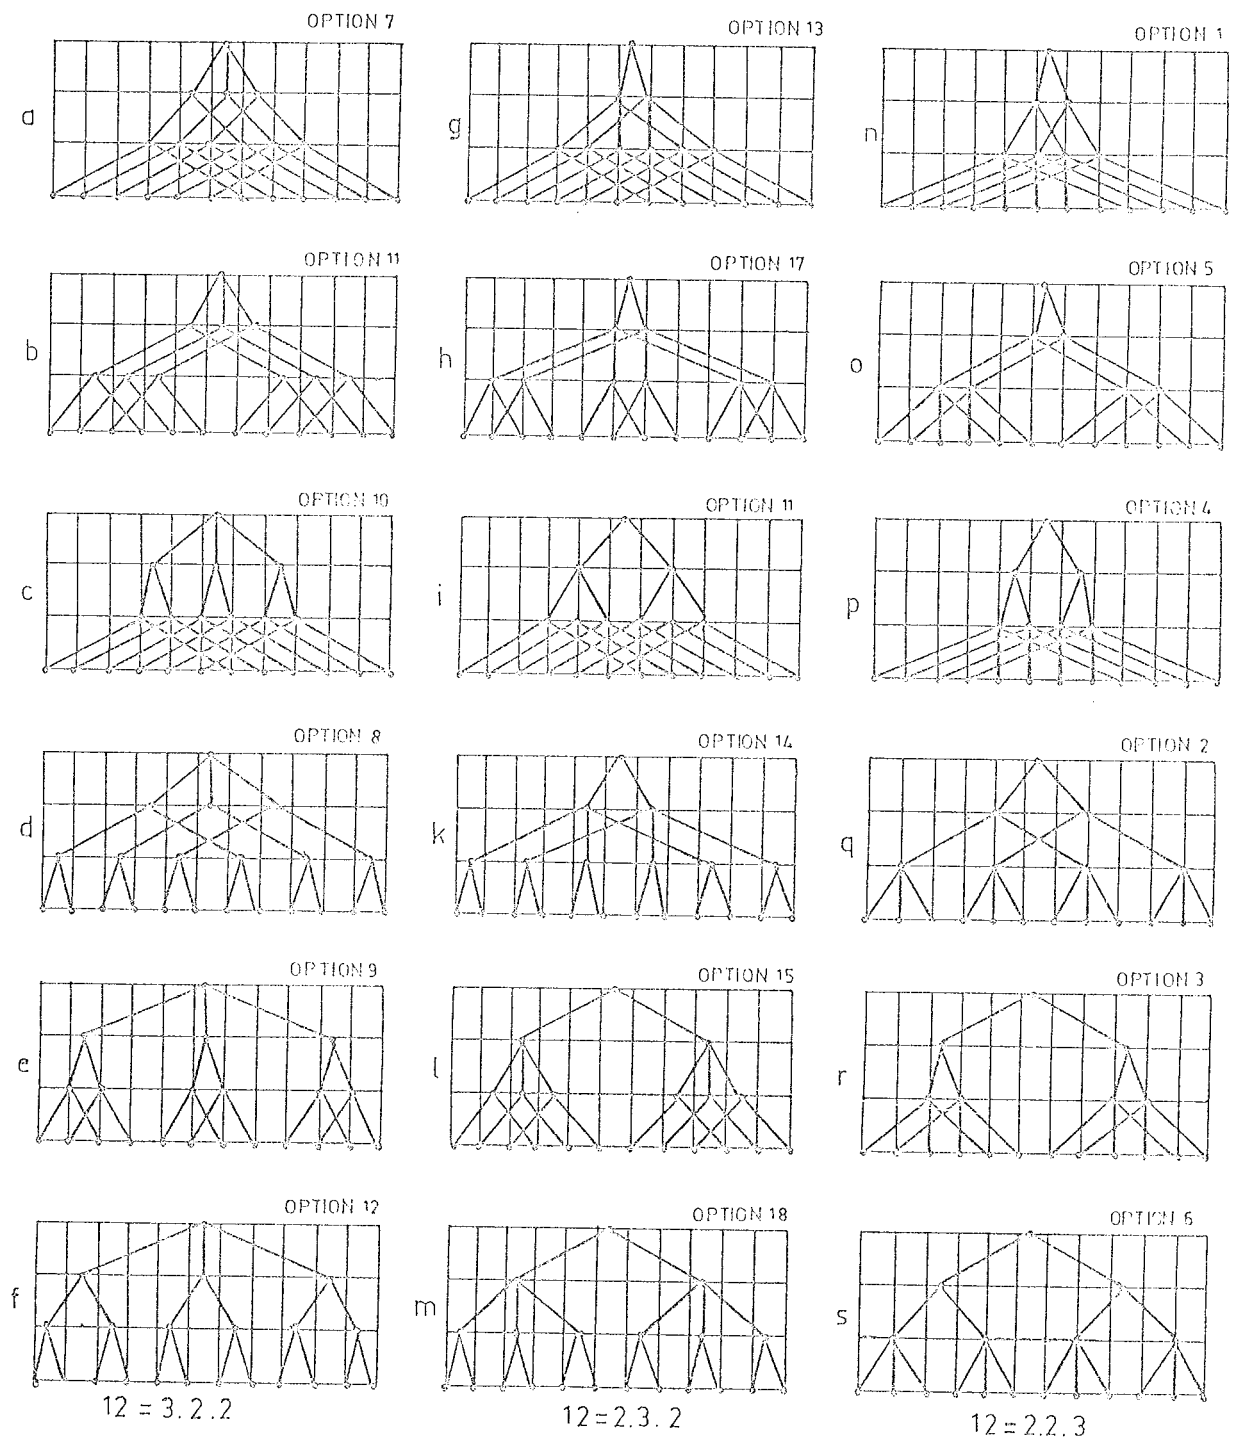 OPTION 7
OPTION 13
OPTION 1
a
g
n
OPTION 11
OPTION 17
OPTION 5
b
h
o
OPTION 10
OPTION 11
OPTION 4
c
i
p
OPTION 8
OPTION 14
OPTION 2
d
k
q
OPTION 9
OPTION 15
OPTION 3
e
l
r
OPTION 12
OPTION 18
OPTION 6
f
m
s
12 = 3.2.2
12 = 2.3.2
12 = 2.2.3